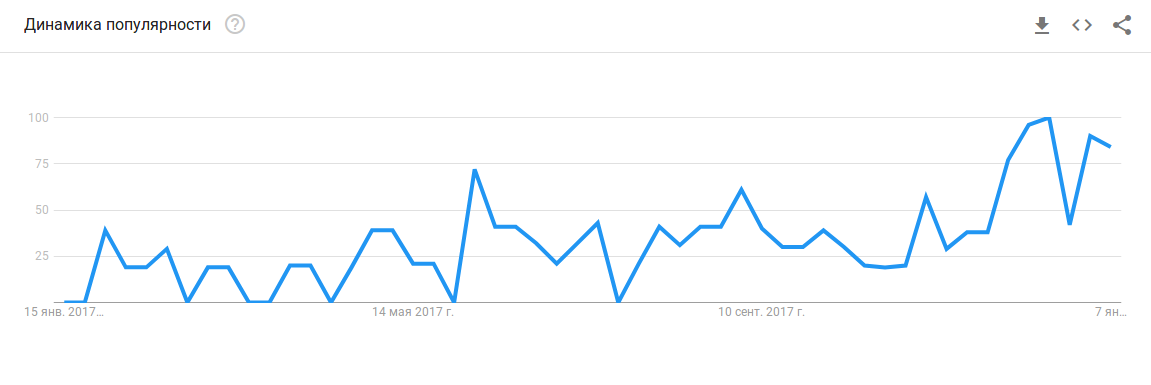 Динамика популярности
100
75
50
25
15 янв. 2017…
14 мая 2017 г.
10 сент. 2017 г.
7 ян…